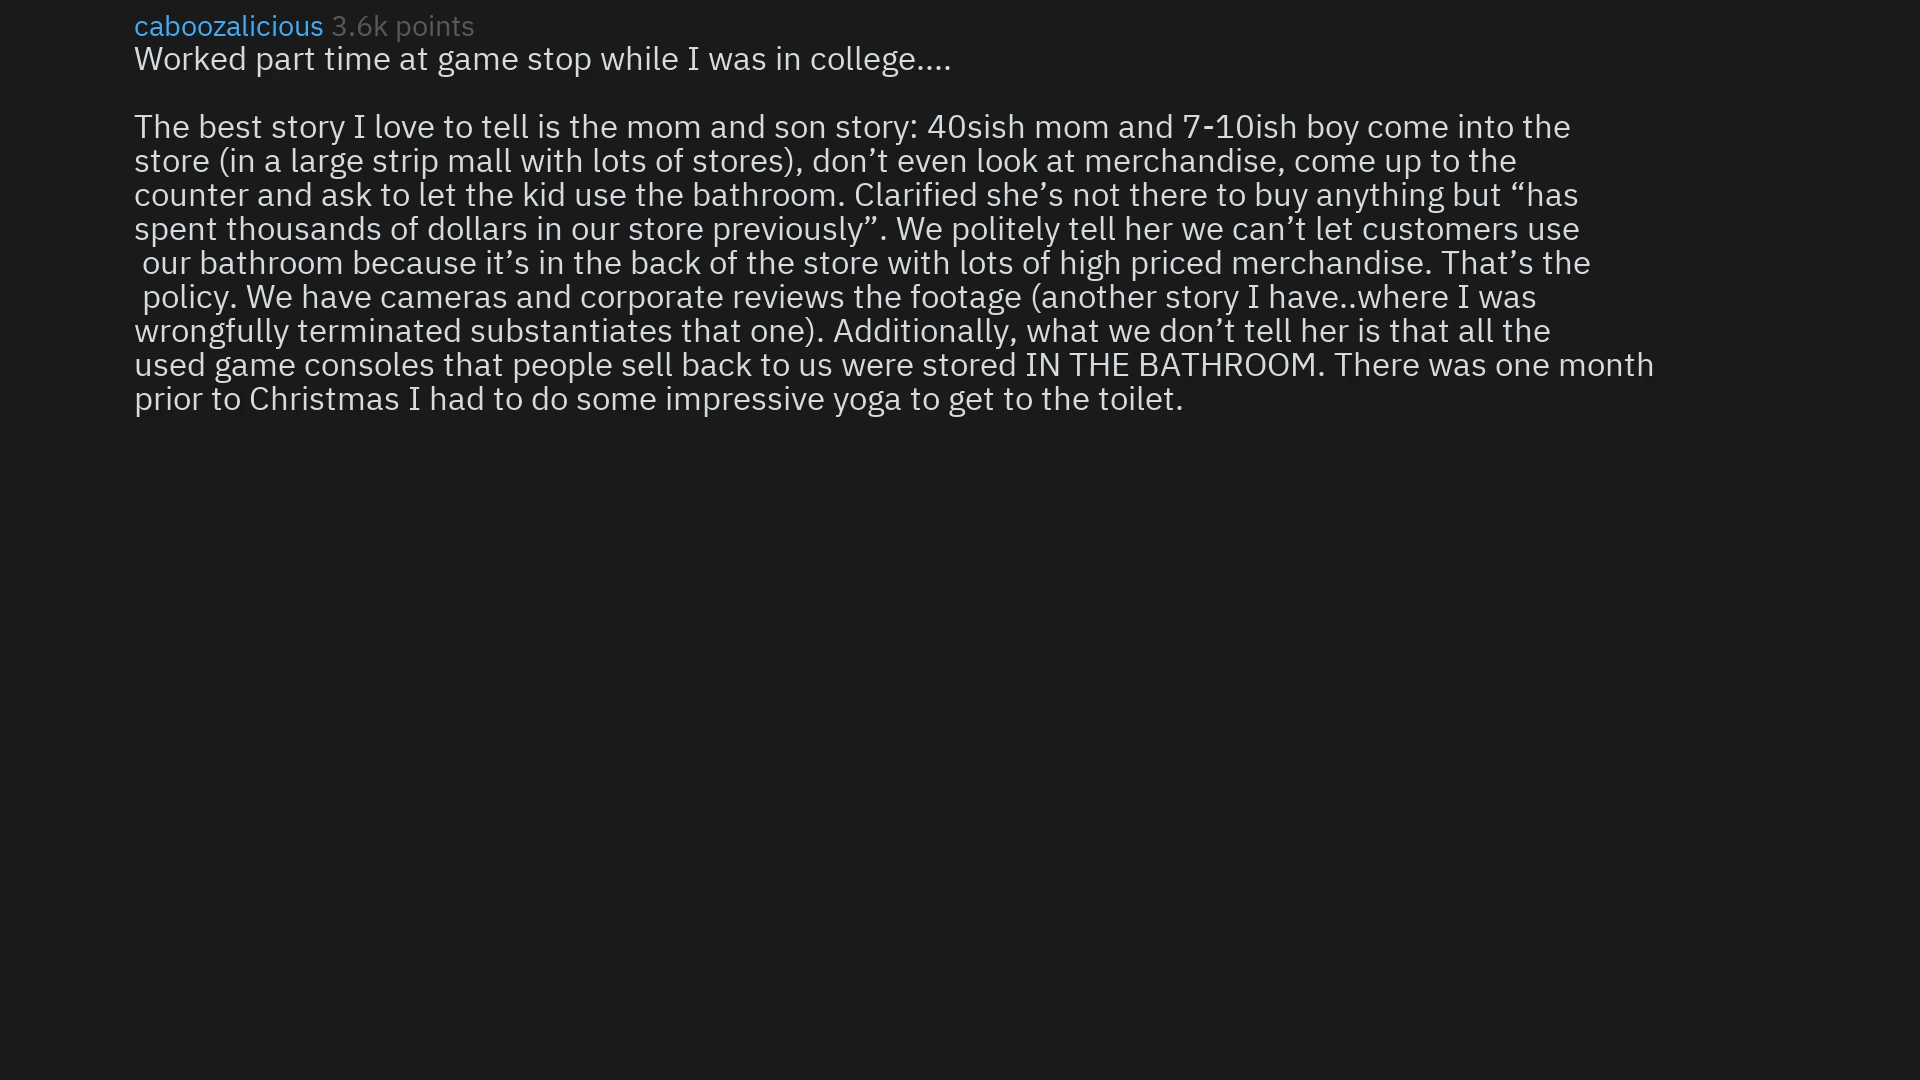 caboozalicious 3.6k points
Worked part time at game stop while I was in college....
The best story I love to tell is the mom and son story: 40sish mom and 7-10ish boy come into the
store (in a large strip mall with lots of stores), don’t even look at merchandise, come up to the
counter and ask to let the kid use the bathroom. Clarified she’s not there to buy anything but “has
spent thousands of dollars in our store previously”. We politely tell her we can’t let customers use
our bathroom because it’s in the back of the store with lots of high priced merchandise. That’s the
policy. We have cameras and corporate reviews the footage (another story I have..where I was
wrongfully terminated substantiates that one). Additionally, what we don’t tell her is that all the
used game consoles that people sell back to us were stored IN THE BATHROOM. There was one month
prior to Christmas I had to do some impressive yoga to get to the toilet.